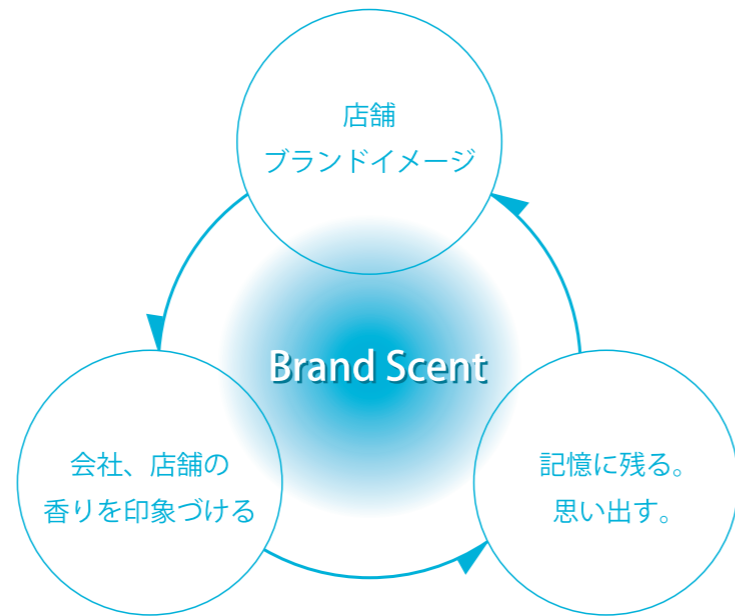 店舗
ブランドイメージ
Brand Scent
会社、店舗の
香りを印象づける
記憶に残る。
思い出す。